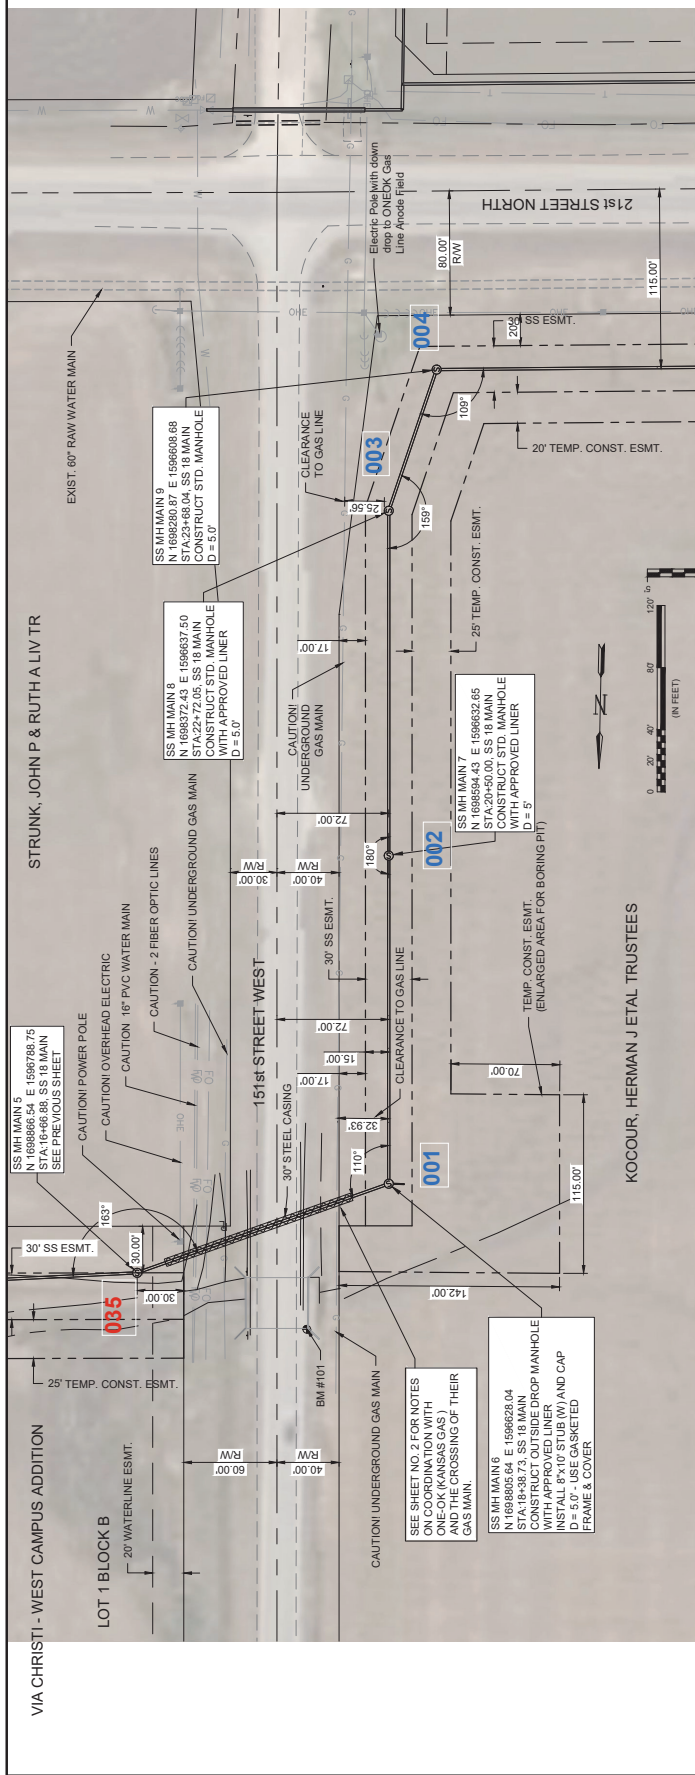 VIA CHRISTI - WEST CAMPUS ADDITION
LOT 1 BLOCK B
20' WATERLINE ESMT.
25' TEMP. CONST. ESMT.
30' SS ESMT.
035
163°
30.00'
30.00'
SS MH MAIN 5
N 1698866.54 E 1596788.75
STA:16+66.88, SS 18 MAIN
SEE PREVIOUS SHEET
CAUTION! POWER POLE
CAUTION! OVERHEAD ELECTRIC
CAUTION 16" PVC WATER MAIN
CAUTION - 2 FIBER OPTIC LINES
CAUTION! UNDERGROUND GAS MAIN
STRUNK, JOHN P & RUTH A LIV TR
EXIST. 60" RAW WATER MAIN
SS MH MAIN 8
N 1698372.43 E 1596637.50
STA:22+72.05, SS 18 MAIN
CONSTRUCT STD. MANHOLE
WITH APPROVED LINER
D = 5.0'
SS MH MAIN 9
N 1698280.87 E 1596608.68
STA:23+68.04, SS 18 MAIN
CONSTRUCT STD. MANHOLE
D = 5.0'
60.00'
R/W
40.00'
R/W
BM #101
151st STREET WEST
30" STEEL CASING
30.00'
R/W
40.00'
R/W
72.00'
72.00'
17.00'
15.00'
32.93'
17.00'
25.56'
30' SS ESMT.
CAUTION!
UNDERGROUND
GAS MAIN
CLEARANCE
TO GAS LINE
CLEARANCE TO GAS LINE
110°
001
180°
002
003
159°
109°
004
Electric Pole with down
drop to ONEOK Gas
Line Anode Field
80.00'
R/W
21st STREET NORTH
115.00'
20'
30' SS ESMT.
20' TEMP. CONST. ESMT.
25' TEMP. CONST. ESMT.
SS MH MAIN 7
N 1698594.43 E 1596632.65
STA:20+50.00, SS 18 MAIN
CONSTRUCT STD. MANHOLE
WITH APPROVED LINER
D = 5'
TEMP. CONST. ESMT.
(ENLARGED AREA FOR BORING PIT)
70.00'
115.00'
142.00'
CAUTION! UNDERGROUND GAS MAIN
SEE SHEET NO. 2 FOR NOTES
ON COORDINATION WITH
ONE-OK (KANSAS GAS )
AND THE CROSSING OF THEIR
GAS MAIN.
SS MH MAIN 6
N 1698805.64 E 1596628.04
STA:18+38.73, SS 18 MAIN
CONSTRUCT OUTSIDE DROP MANHOLE
WITH APPROVED LINER
INSTALL 8"x10' STUB (W) AND CAP
D = 5.0' - USE GASKETED
FRAME & COVER
KOCOUR, HERMAN J ETAL TRUSTEES
N
0 20' 40' 80' 120'
(IN FEET)